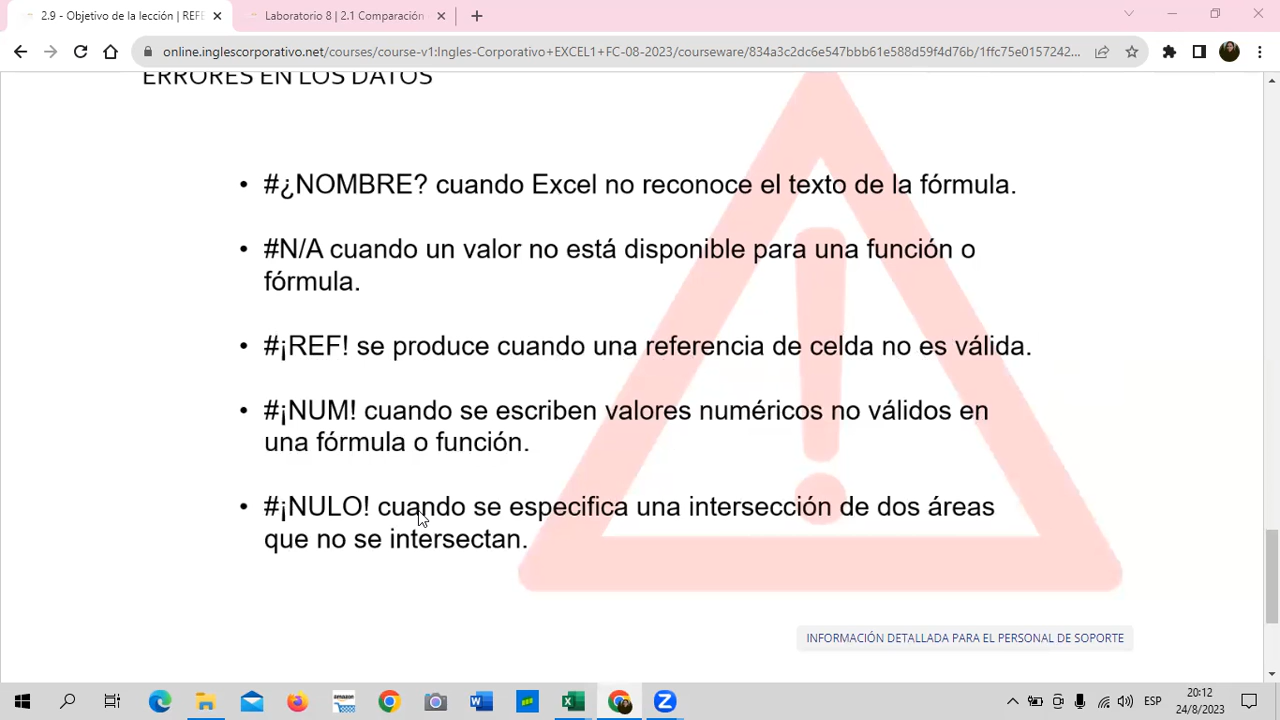 2.9 - Objetivo de la lección | REFE
Laboratorio 8 | 2.1 Comparación
online.inglescorporativo.net/courses/course-v1:Ingles-Corporativo+EXCEL1+FC-08-2023/courseware/834a3c2dc6e547bbb61e588d59f4d76b/1ffc75e0157242...
ERRORES EN LOS DATOS
• #¿NOMBRE? cuando Excel no reconoce el texto de la fórmula.
• #N/A cuando un valor no está disponible para una función o
fórmula.
• #¡REF! se produce cuando una referencia de celda no es válida.
• #¡NUM! cuando se escriben valores numéricos no válidos en
una fórmula o función.
• #¡NULO! cuando se especifica una intersección de dos áreas
que no se intersectan.
INFORMACIÓN DETALLADA PARA EL PERSONAL DE SOPORTE
amazon
ESP
20:12
24/8/2023